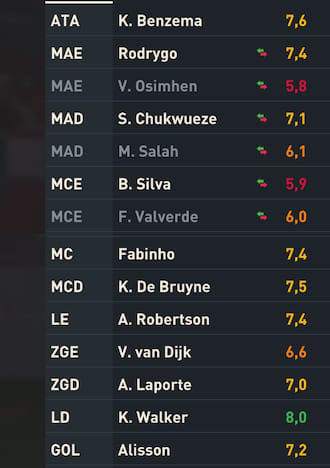 ATA K. Benzema 7,6
MAE Rodrygo 7,4
MAE V. Osimhen 5,8
MAD S. Chukwueze 7,1
MAD M. Salah 6,1
MCE B. Silva 5,9
MCE F. Valverde 6,0
MC Fabinho 7,4
MCD K. De Bruyne 7,5
LE A. Robertson 7,4
ZGE V. van Dijk 6,6
ZGD A. Laporte 7,0
LD K. Walker 8,0
GOL Alisson 7,2